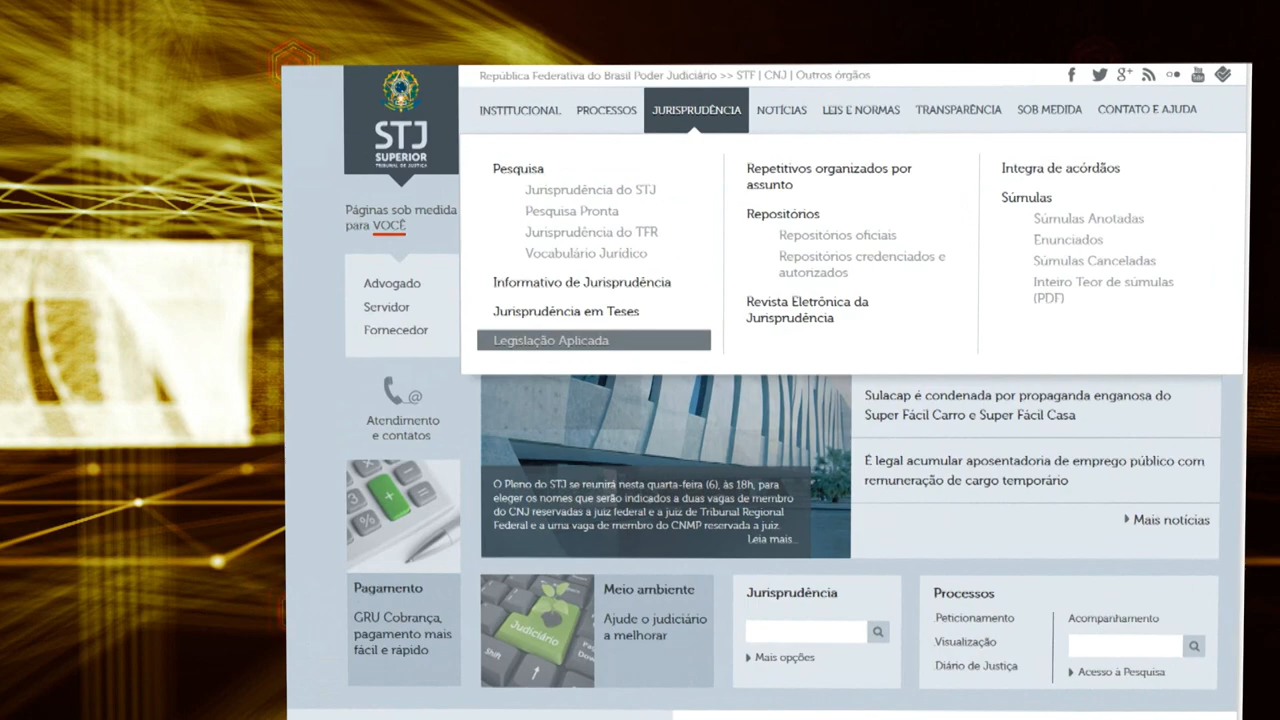 República Federativa do Brasil Poder Judiciário >> STF | CNJ | Outros órgãos
STJ
SUPERIOR
TRIBUNAL DE JUSTIÇA
INSTITUCIONAL PROCESSOS JURISPRUDÊNCIA NOTÍCIAS LEIS E NORMAS TRANSPARÊNCIA SOB MEDIDA CONTATO E AJUDA
Páginas sob medida
para VOCÊ
Advogado
Servidor
Fornecedor
Atendimento
e contatos
Pesquisa
Jurisprudência do STJ
Pesquisa Pronta
Jurisprudência do TFR
Vocabulário Jurídico
Informativo de Jurisprudência
Jurisprudência em Teses
Legislação Aplicada
Repetitivos organizados por
assunto
Repositórios
Repositórios oficiais
Repositórios credenciados e
autorizados
Revista Eletrônica da
Jurisprudência
Integra de acórdãos
Súmulas
Súmulas Anotadas
Enunciados
Súmulas Canceladas
Inteiro Teor de súmulas
(PDF)
O Pleno do STJ se reunirá nesta quarta-feira (6), às 18h, para
eleger os nomes que serão indicados a duas vagas de membro
do CNJ reservadas a juiz federal e a juiz de Tribunal Regional
Federal e a uma vaga de membro do CNMP reservada a juiz.
Leia mais...
Sulacap é condenada por propaganda enganosa do
Super Fácil Carro e Super Fácil Casa
É legal acumular aposentadoria de emprego público com
remuneração de cargo temporário
Mais notícias
Pagamento
GRU Cobrança,
pagamento mais
fácil e rápido
Judiciário
Shift
Meio ambiente
Ajude o judiciário
a melhorar
Jurisprudência
Mais opções
Processos
Peticionamento
Visualização
Diário de Justiça
Acompanhamento
Acesso à Pesquisa